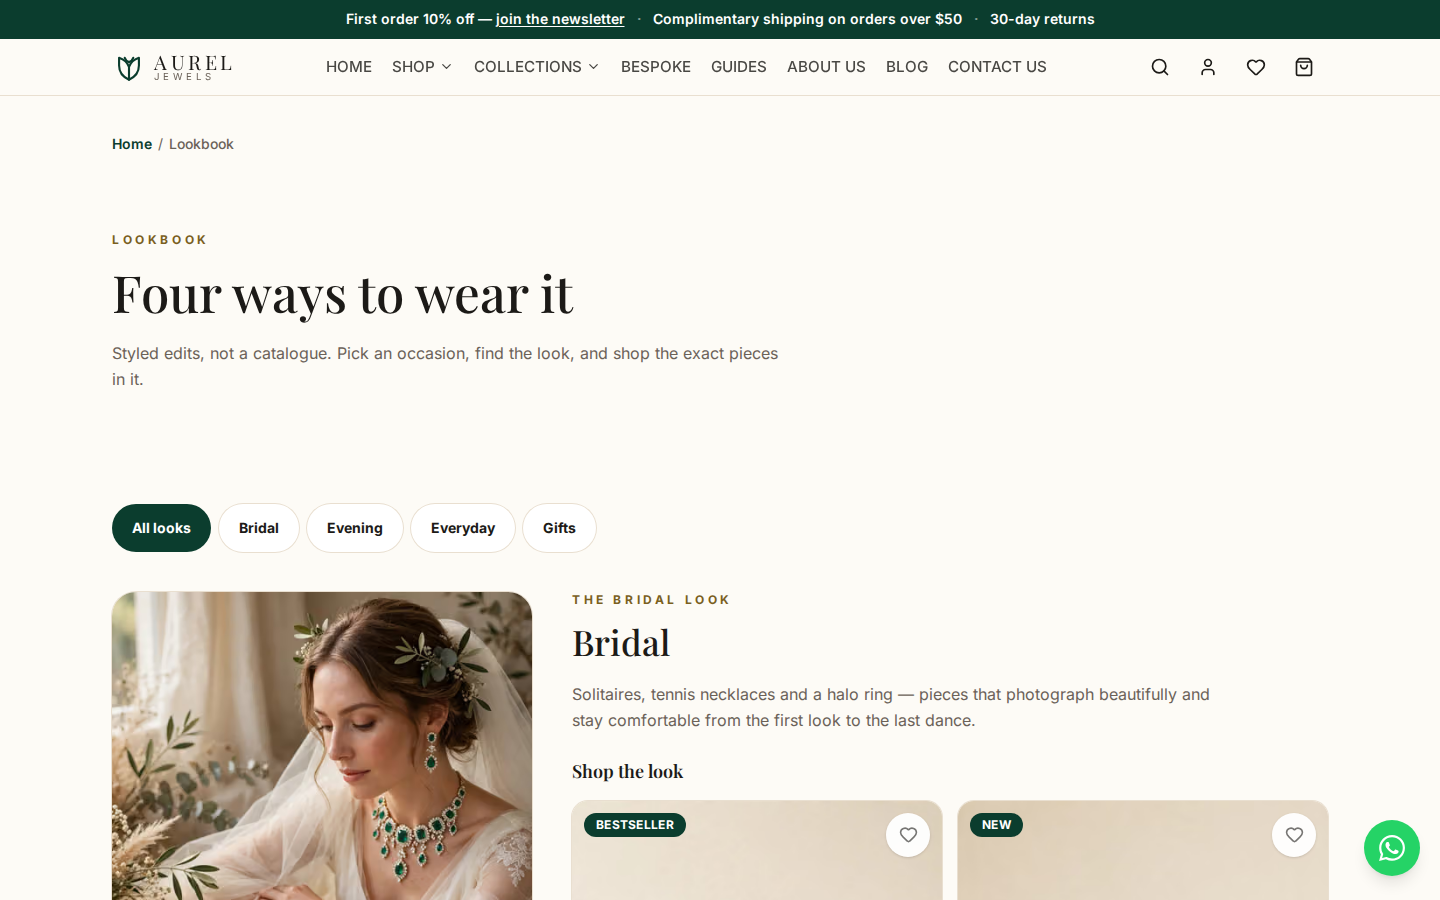 First order 10% off — join the newsletter · Complimentary shipping on orders over $50 · 30-day returns
AUREL
JEWELS
HOME SHOP COLLECTIONS BESPOKE GUIDES ABOUT US BLOG CONTACT US
Home / Lookbook
LOOKBOOK
Four ways to wear it
Styled edits, not a catalogue. Pick an occasion, find the look, and shop the exact pieces
in it.
All looks Bridal Evening Everyday Gifts
THE BRIDAL LOOK
Bridal
Solitaires, tennis necklaces and a halo ring — pieces that photograph beautifully and
stay comfortable from the first look to the last dance.
Shop the look
BESTSELLER NEW